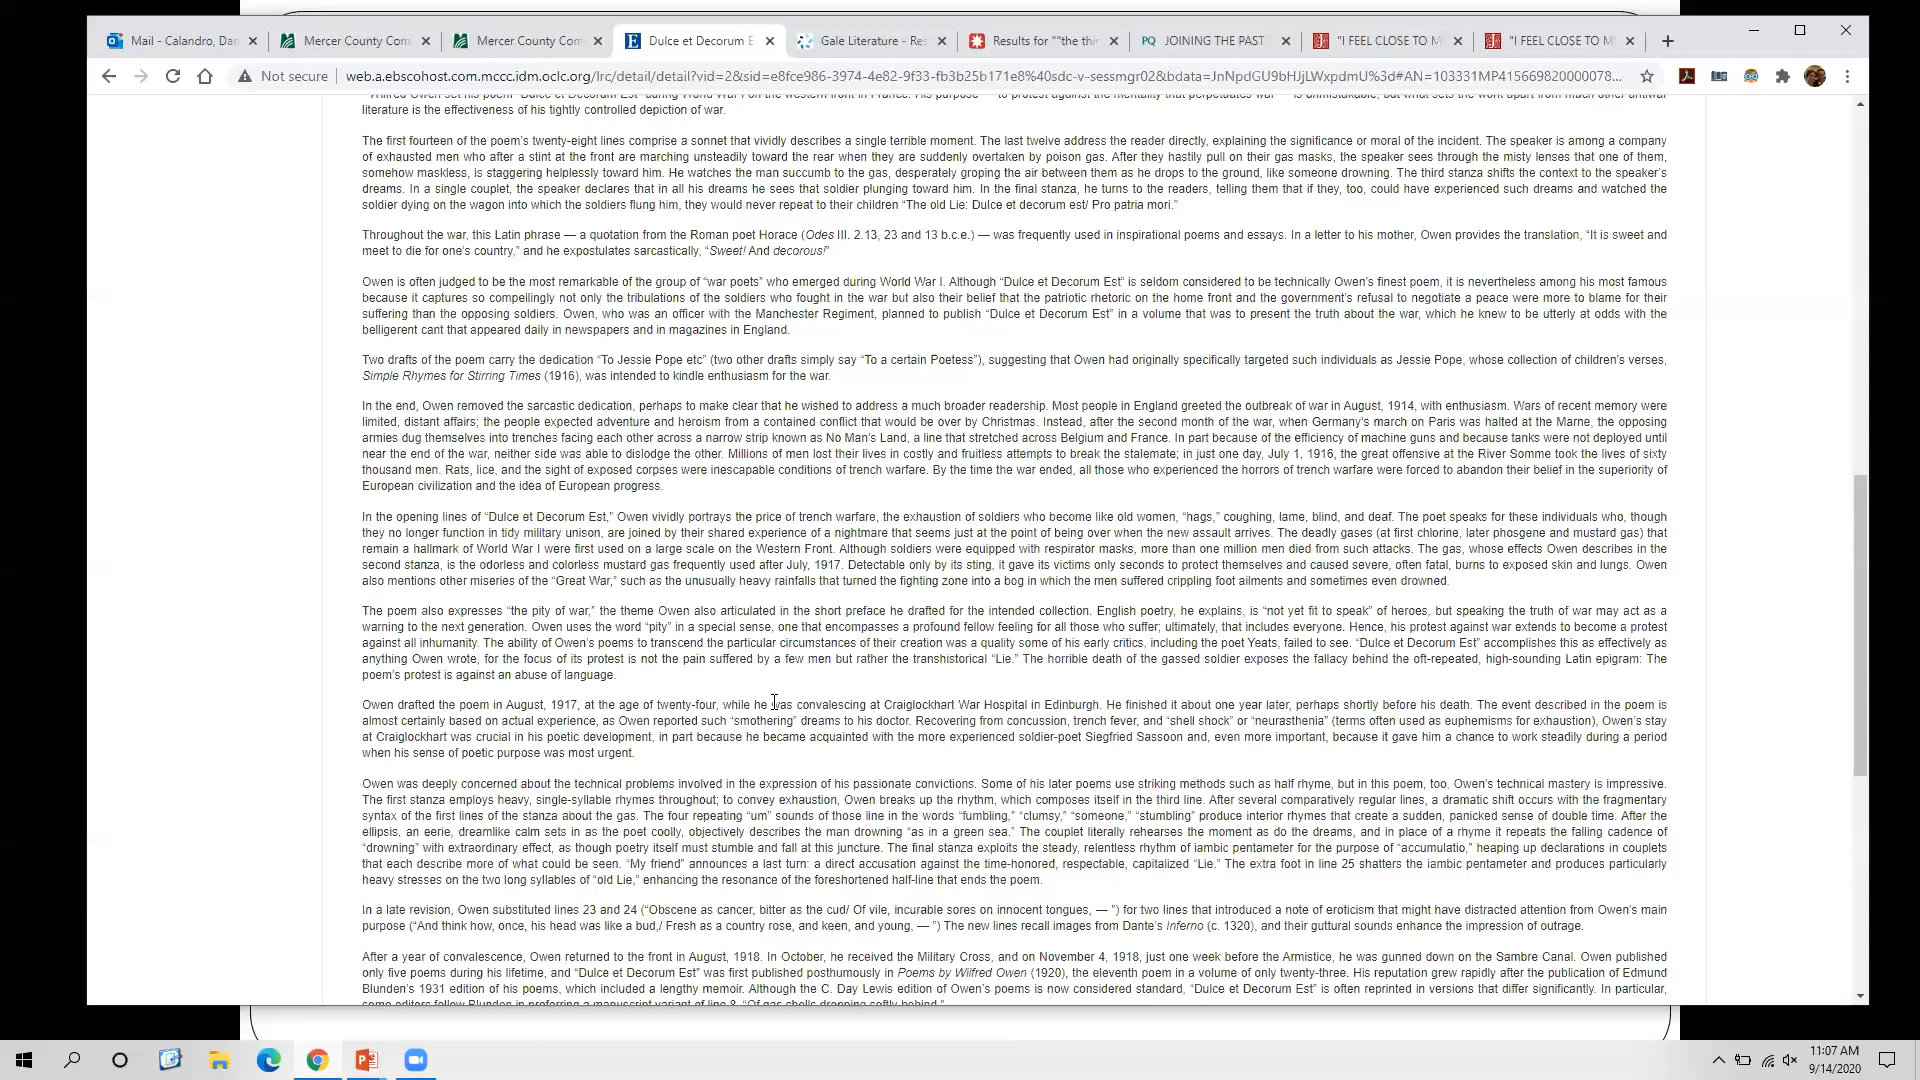 Mail - Calandro, Dan
Mercer County Com
Mercer County Com
Dulce et Decorum E
Gale Literature - Res
Results for ""the thi
PQ JOINING THE PAST
"I FEEL CLOSE TO M
"I FEEL CLOSE TO MY
Not secure
web.a.ebscohost.com.mccc.idm.oclc.org/lrc/detail/detail?vid=2&sid=e8fce986-3974-4e82-9f33-fb3b25b171e8%40sdc-v-sessmgr02&bdata=JnNpdGU9bHJjLWxpdmU%3d#AN=103331MP415669820000078...
literature is the effectiveness of his tightly controlled depiction of war.
The first fourteen of the poem's twenty-eight lines comprise a sonnet that vividly describes a single terrible moment. The last twelve address the reader directly, explaining the significance or moral of the incident. The speaker is among a company
of exhausted men who after a stint at the front are marching unsteadily toward the rear when they are suddenly overtaken by poison gas. After they hastily pull on their gas masks, the speaker sees through the misty lenses that one of them,
somehow maskless, is staggering helplessly toward him. He watches the man succumb to the gas, desperately groping the air between them as he drops to the ground, like someone drowning. The third stanza shifts the context to the speaker's
dreams. In a single couplet, the speaker declares that in all his dreams he sees that soldier plunging toward him. In the final stanza, he turns to the readers, telling them that if they, too, could have experienced such dreams and watched the
soldier dying on the wagon into which the soldiers flung him, they would never repeat to their children “The old Lie: Dulce et decorum est/ Pro patria mori.”
Throughout the war, this Latin phrase — a quotation from the Roman poet Horace (Odes III. 2.13, 23 and 13 b.c.e.) — was frequently used in inspirational poems and essays. In a letter to his mother, Owen provides the translation, “It is sweet and
meet to die for one's country,” and he expostulates sarcastically, “Sweet! And decorous!”
Owen is often judged to be the most remarkable of the group of “war poets” who emerged during World War I. Although “Dulce et Decorum Est” is seldom considered to be technically Owen's finest poem, it is nevertheless among his most famous
because it captures so compellingly not only the tribulations of the soldiers who fought in the war but also their belief that the patriotic rhetoric on the home front and the government's refusal to negotiate a peace were more to blame for their
suffering than the opposing soldiers. Owen, who was an officer with the Manchester Regiment, planned to publish “Dulce et Decorum Est” in a volume that was to present the truth about the war, which he knew to be utterly at odds with the
belligerent cant that appeared daily in newspapers and in magazines in England.
Two drafts of the poem carry the dedication “To Jessie Pope etc” (two other drafts simply say “To a certain Poetess”), suggesting that Owen had originally specifically targeted such individuals as Jessie Pope, whose collection of children's verses,
Simple Rhymes for Stirring Times (1916), was intended to kindle enthusiasm for the war.
In the end, Owen removed the sarcastic dedication, perhaps to make clear that he wished to address a much broader readership. Most people in England greeted the outbreak of war in August, 1914, with enthusiasm. Wars of recent memory were
limited, distant affairs; the people expected adventure and heroism from a contained conflict that would be over by Christmas. Instead, after the second month of the war, when Germany's march on Paris was halted at the Marne, the opposing
armies dug themselves into trenches facing each other across a narrow strip known as No Man's Land, a line that stretched across Belgium and France. In part because of the efficiency of machine guns and because tanks were not deployed until
near the end of the war, neither side was able to dislodge the other. Millions of men lost their lives in costly and fruitless attempts to break the stalemate; in just one day, July 1, 1916, the great offensive at the River Somme took the lives of sixty
thousand men. Rats, lice, and the sight of exposed corpses were inescapable conditions of trench warfare. By the time the war ended, all those who experienced the horrors of trench warfare were forced to abandon their belief in the superiority of
European civilization and the idea of European progress.
In the opening lines of “Dulce et Decorum Est,” Owen vividly portrays the price of trench warfare, the exhaustion of soldiers who become like old women, “hags,” coughing, lame, blind, and deaf. The poet speaks for these individuals who, though
they no longer function in tidy military unison, are joined by their shared experience of a nightmare that seems just at the point of being over when the new assault arrives. The deadly gases (at first chlorine, later phosgene and mustard gas) that
remain a hallmark of World War I were first used on a large scale on the Western Front. Although soldiers were equipped with respirator masks, more than one million men died from such attacks. The gas, whose effects Owen describes in the
second stanza, is the odorless and colorless mustard gas frequently used after July, 1917. Detectable only by its sting, it gave its victims only seconds to protect themselves and caused severe, often fatal, burns to exposed skin and lungs. Owen
also mentions other miseries of the “Great War,” such as the unusually heavy rainfalls that turned the fighting zone into a bog in which the men suffered crippling foot ailments and sometimes even drowned.
The poem also expresses “the pity of war,” the theme Owen also articulated in the short preface he drafted for the intended collection. English poetry, he explains, is “not yet fit to speak” of heroes, but speaking the truth of war may act as a
warning to the next generation. Owen uses the word “pity” in a special sense, one that encompasses a profound fellow feeling for all those who suffer; ultimately, that includes everyone. Hence, his protest against war extends to become a protest
against all inhumanity. The ability of Owen's poems to transcend the particular circumstances of their creation was a quality some of his early critics, including the poet Yeats, failed to see. “Dulce et Decorum Est” accomplishes this as effectively as
anything Owen wrote, for the focus of its protest is not the pain suffered by a few men but rather the transhistorical “Lie.” The horrible death of the gassed soldier exposes the fallacy behind the oft-repeated, high-sounding Latin epigram: The
poem's protest is against an abuse of language.
Owen drafted the poem in August, 1917, at the age of twenty-four, while he was convalescing at Craiglockhart War Hospital in Edinburgh. He finished it about one year later, perhaps shortly before his death. The event described in the poem is
almost certainly based on actual experience, as Owen reported such “smothering” dreams to his doctor. Recovering from concussion, trench fever, and “shell shock” or “neurasthenia” (terms often used as euphemisms for exhaustion), Owen's stay
at Craiglockhart was crucial in his poetic development, in part because he became acquainted with the more experienced soldier-poet Siegfried Sassoon and, even more important, because it gave him a chance to work steadily during a period
when his sense of poetic purpose was most urgent.
Owen was deeply concerned about the technical problems involved in the expression of his passionate convictions. Some of his later poems use striking methods such as half rhyme, but in this poem, too, Owen's technical mastery is impressive.
The first stanza employs heavy, single-syllable rhymes throughout; to convey exhaustion, Owen breaks up the rhythm, which composes itself in the third line. After several comparatively regular lines, a dramatic shift occurs with the fragmentary
syntax of the first lines of the stanza about the gas. The four repeating “um” sounds of those line in the words “fumbling,” “clumsy,” “someone,” “stumbling” produce interior rhymes that create a sudden, panicked sense of double time. After the
ellipsis, an eerie, dreamlike calm sets in as the poet coolly, objectively describes the man drowning “as in a green sea.” The couplet literally rehearses the moment as do the dreams, and in place of a rhyme it repeats the falling cadence of
“drowning” with extraordinary effect, as though poetry itself must stumble and fall at this juncture. The final stanza exploits the steady, relentless rhythm of iambic pentameter for the purpose of “accumulatio,” heaping up declarations in couplets
that each describe more of what could be seen. “My friend” announces a last turn: a direct accusation against the time-honored, respectable, capitalized “Lie.” The extra foot in line 25 shatters the iambic pentameter and produces particularly
heavy stresses on the two long syllables of “old Lie,” enhancing the resonance of the foreshortened half-line that ends the poem.
In a late revision, Owen substituted lines 23 and 24 (“Obscene as cancer, bitter as the cud/ Of vile, incurable sores on innocent tongues, — ”) for two lines that introduced a note of eroticism that might have distracted attention from Owen's main
purpose (“And think how, once, his head was like a bud,/ Fresh as a country rose, and keen, and young, — ”) The new lines recall images from Dante's Inferno (c. 1320), and their guttural sounds enhance the impression of outrage.
After a year of convalescence, Owen returned to the front in August, 1918. In October, he received the Military Cross, and on November 4, 1918, just one week before the Armistice, he was gunned down on the Sambre Canal. Owen published
only five poems during his lifetime, and “Dulce et Decorum Est” was first published posthumously in Poems by Wilfred Owen (1920), the eleventh poem in a volume of only twenty-three. His reputation grew rapidly after the publication of Edmund
Blunden's 1931 edition of his poems, which included a lengthy memoir. Although the C. Day Lewis edition of Owen's poems is now considered standard, “Dulce et Decorum Est” is often reprinted in versions that differ significantly. In particular,
some editors follow Blunden in preferring a manuscript variant of line 8, “Of gas shells dropping softly behind.”
11:07 AM
9/14/2020